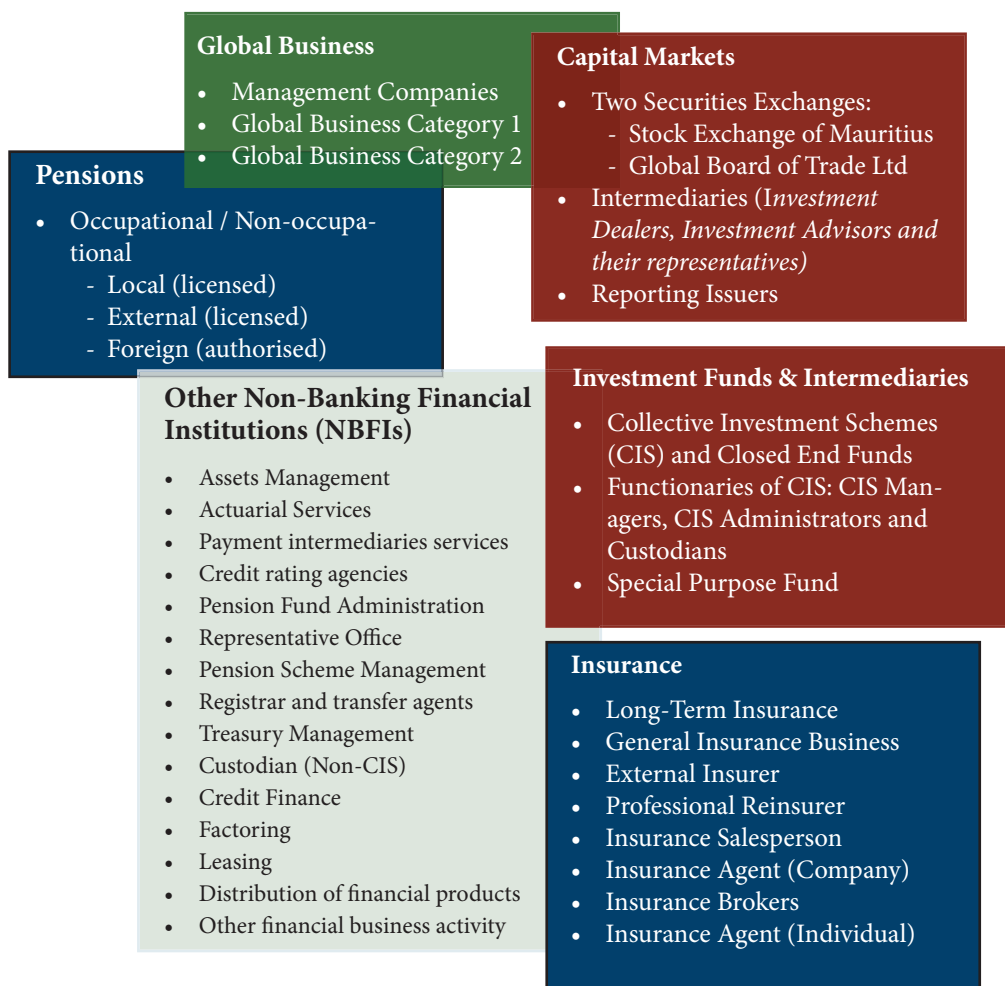 Global Business
• Management Companies
• Global Business Category 1
• Global Business Category 2
Capital Markets
• Two Securities Exchanges:
- Stock Exchange of Mauritius
- Global Board of Trade Ltd
• Intermediaries (Investment
Dealers, Investment Advisors and
their representatives)
• Reporting Issuers
Pensions
• Occupational / Non-occupa-
tional
- Local (licensed)
- External (licensed)
- Foreign (authorised)
Other Non-Banking Financial
Institutions (NBFIs)
• Assets Management
• Actuarial Services
• Payment intermediaries services
• Credit rating agencies
• Pension Fund Administration
• Representative Office
• Pension Scheme Management
• Registrar and transfer agents
• Treasury Management
• Custodian (Non-CIS)
• Credit Finance
• Factoring
• Leasing
• Distribution of financial products
• Other financial business activity
Investment Funds & Intermediaries
• Collective Investment Schemes
(CIS) and Closed End Funds
• Functionaries of CIS: CIS Man-
agers, CIS Administrators and
Custodians
• Special Purpose Fund
Insurance
• Long-Term Insurance
• General Insurance Business
• External Insurer
• Professional Reinsurer
• Insurance Salesperson
• Insurance Agent (Company)
• Insurance Brokers
• Insurance Agent (Individual)